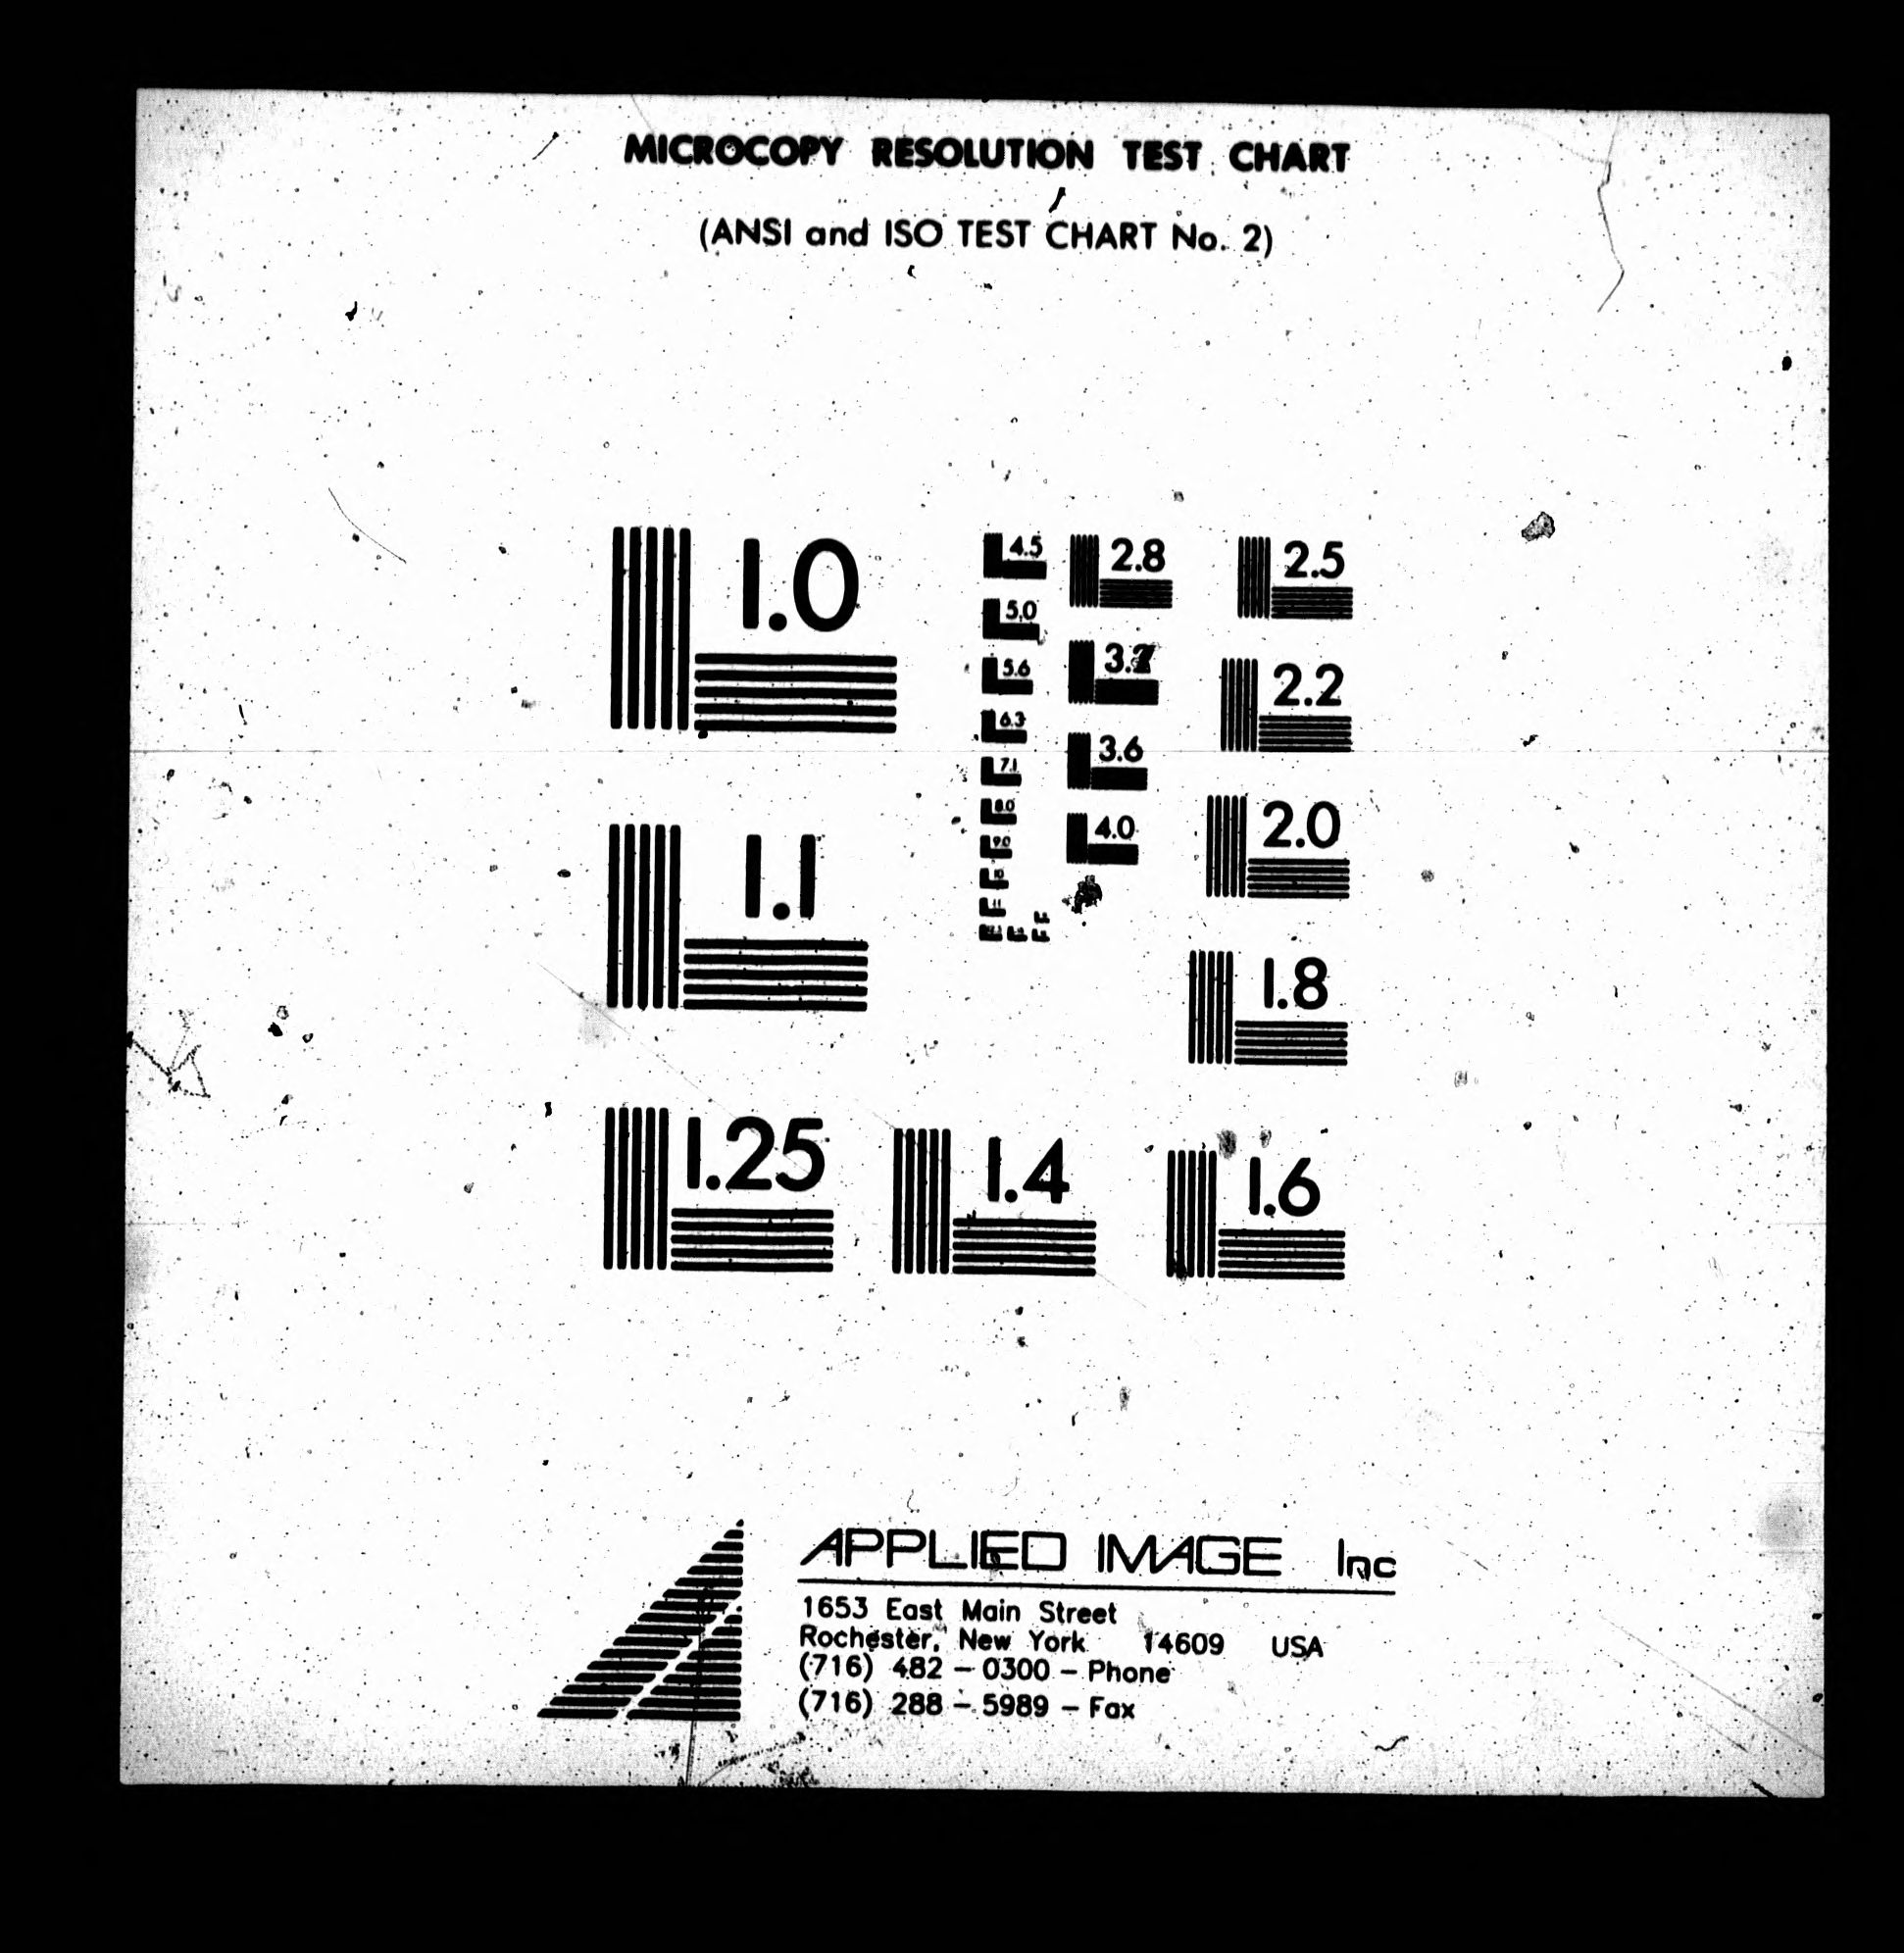 MICROCOPY RESOLUTION TEST CHART
(ANSI and ISO TEST CHART No. 2)
1.0
1.1
1.25
1.4
1.6
1.8
2.0
2.2
2.5
2.8
3.6
4.0
4.5
5.0
5.6
6.3
7.1
8.0
9.0
APPLIED IMAGE Inc
1653 East Main Street
Rochester, New York 14609 USA
(716) 482 - 0300 - Phone
(716) 288 - 5989 - Fax